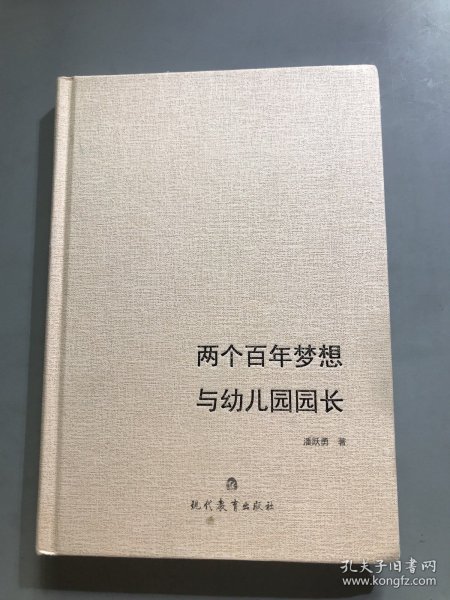 两个百年梦想
与幼儿园园长
潘跃勇 著
现代教育出版社
孔夫子旧书网
www.kongfz.com